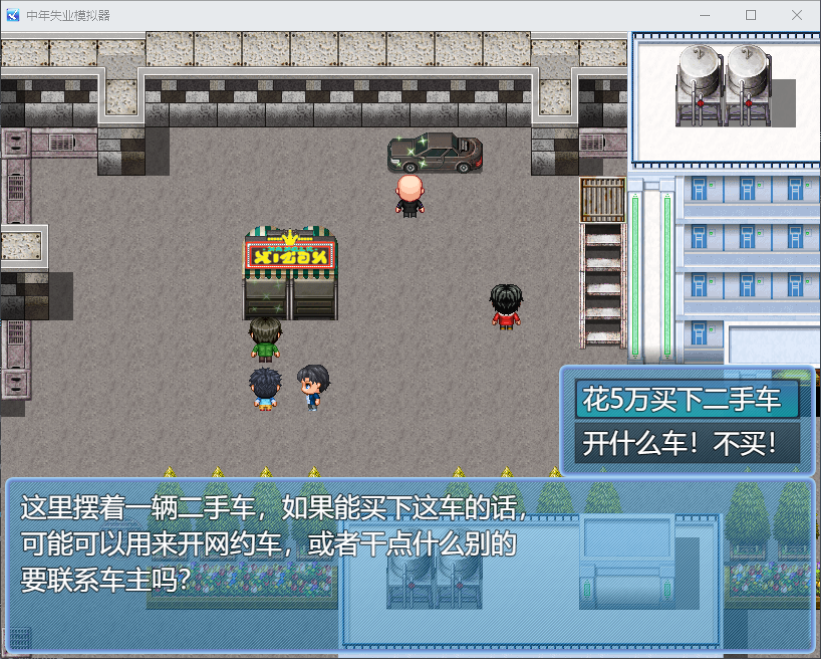 中年失业模拟器
花5万买下二手车
开什么车！不买！
这里摆着一辆二手车，如果能买下这车的话，
可能可以用来开网约车，或者干点什么别的
要联系车主吗？